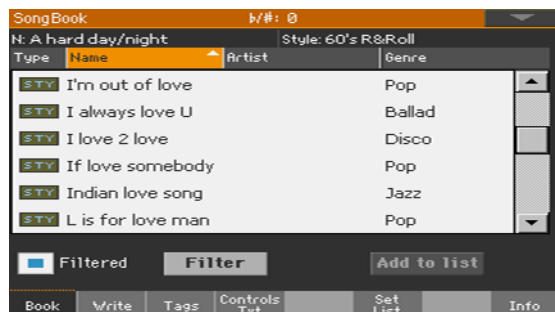 SongBook ♭/#: 0
N: A hard day/night Style: 60's R&Roll
Type Name Artist Genre
STY I'm out of love Pop
STY I always love U Ballad
STY I love 2 love Disco
STY If love somebody Pop
STY Indian love song Jazz
STY L is for love man Pop
Filtered Filter Add to list
Book Write Tags Controls Txt Set List Info